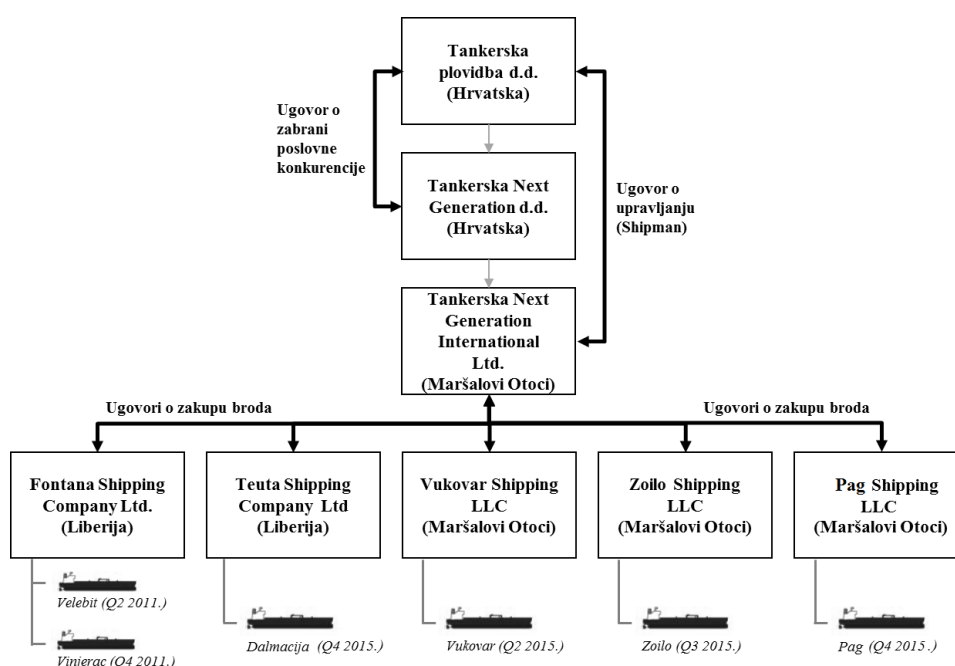 Tankerska
plovidba d.d.
(Hrvatska)
Ugovor o
zabrani
poslovne
konkurencije
Tankerska Next
Generation d.d.
(Hrvatska)
Ugovor o
upravljanju
(Shipman)
Tankerska Next
Generation
International
Ltd.
(Maršalovi Otoci)
Ugovori o zakupu broda
Ugovori o zakupu broda
Fontana Shipping
Company Ltd.
(Liberija)
Teuta Shipping
Company Ltd
(Liberija)
Vukovar Shipping
LLC
(Maršalovi Otoci)
Zoilo Shipping
LLC
(Maršalovi Otoci)
Pag Shipping
LLC
(Maršalovi Otoci)
Velebit (Q2 2011.)
Vinjerac (Q4 2011.)
Dalmacija (Q4 2015.)
Vukovar (Q2 2015.)
Zoilo (Q3 2015.)
Pag (Q4 2015.)